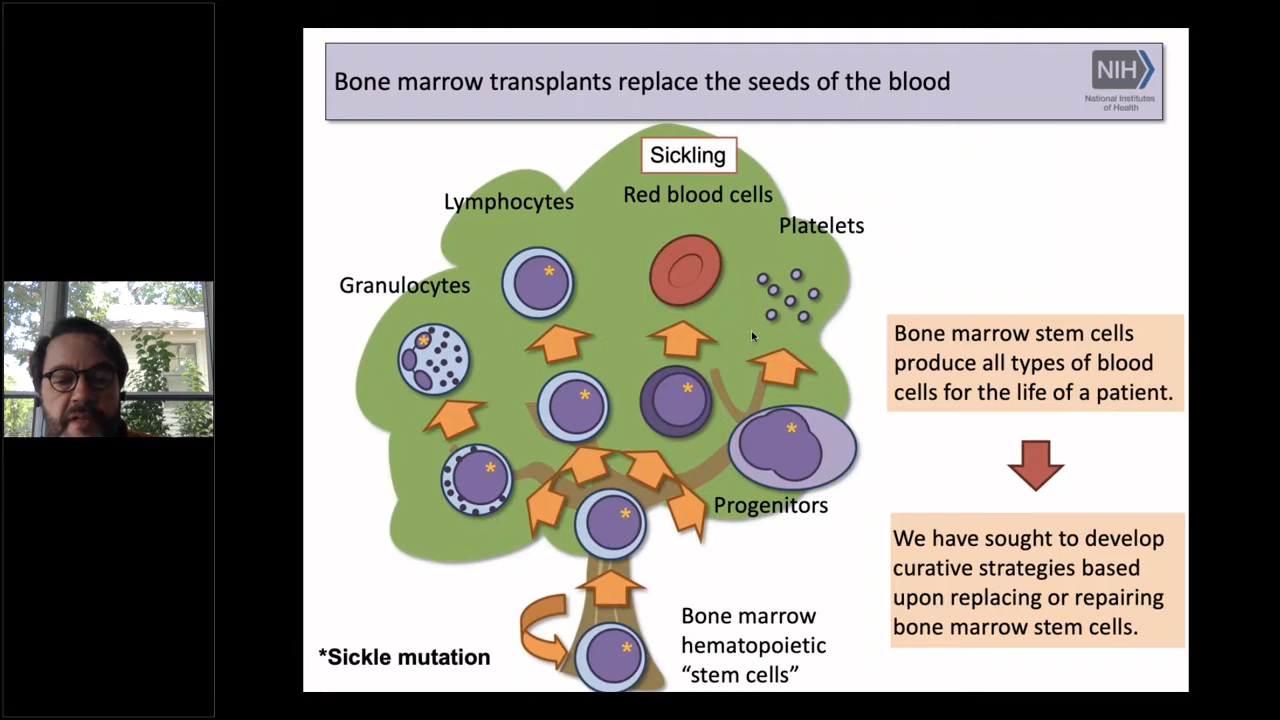 Bone marrow transplants replace the seeds of the blood
NIH
National Institutes
of Health
Sickling
Red blood cells
Lymphocytes
Platelets
Granulocytes
Progenitors
Bone marrow
hematopoietic
“stem cells”
*Sickle mutation
Bone marrow stem cells
produce all types of blood
cells for the life of a patient.
We have sought to develop
curative strategies based
upon replacing or repairing
bone marrow stem cells.